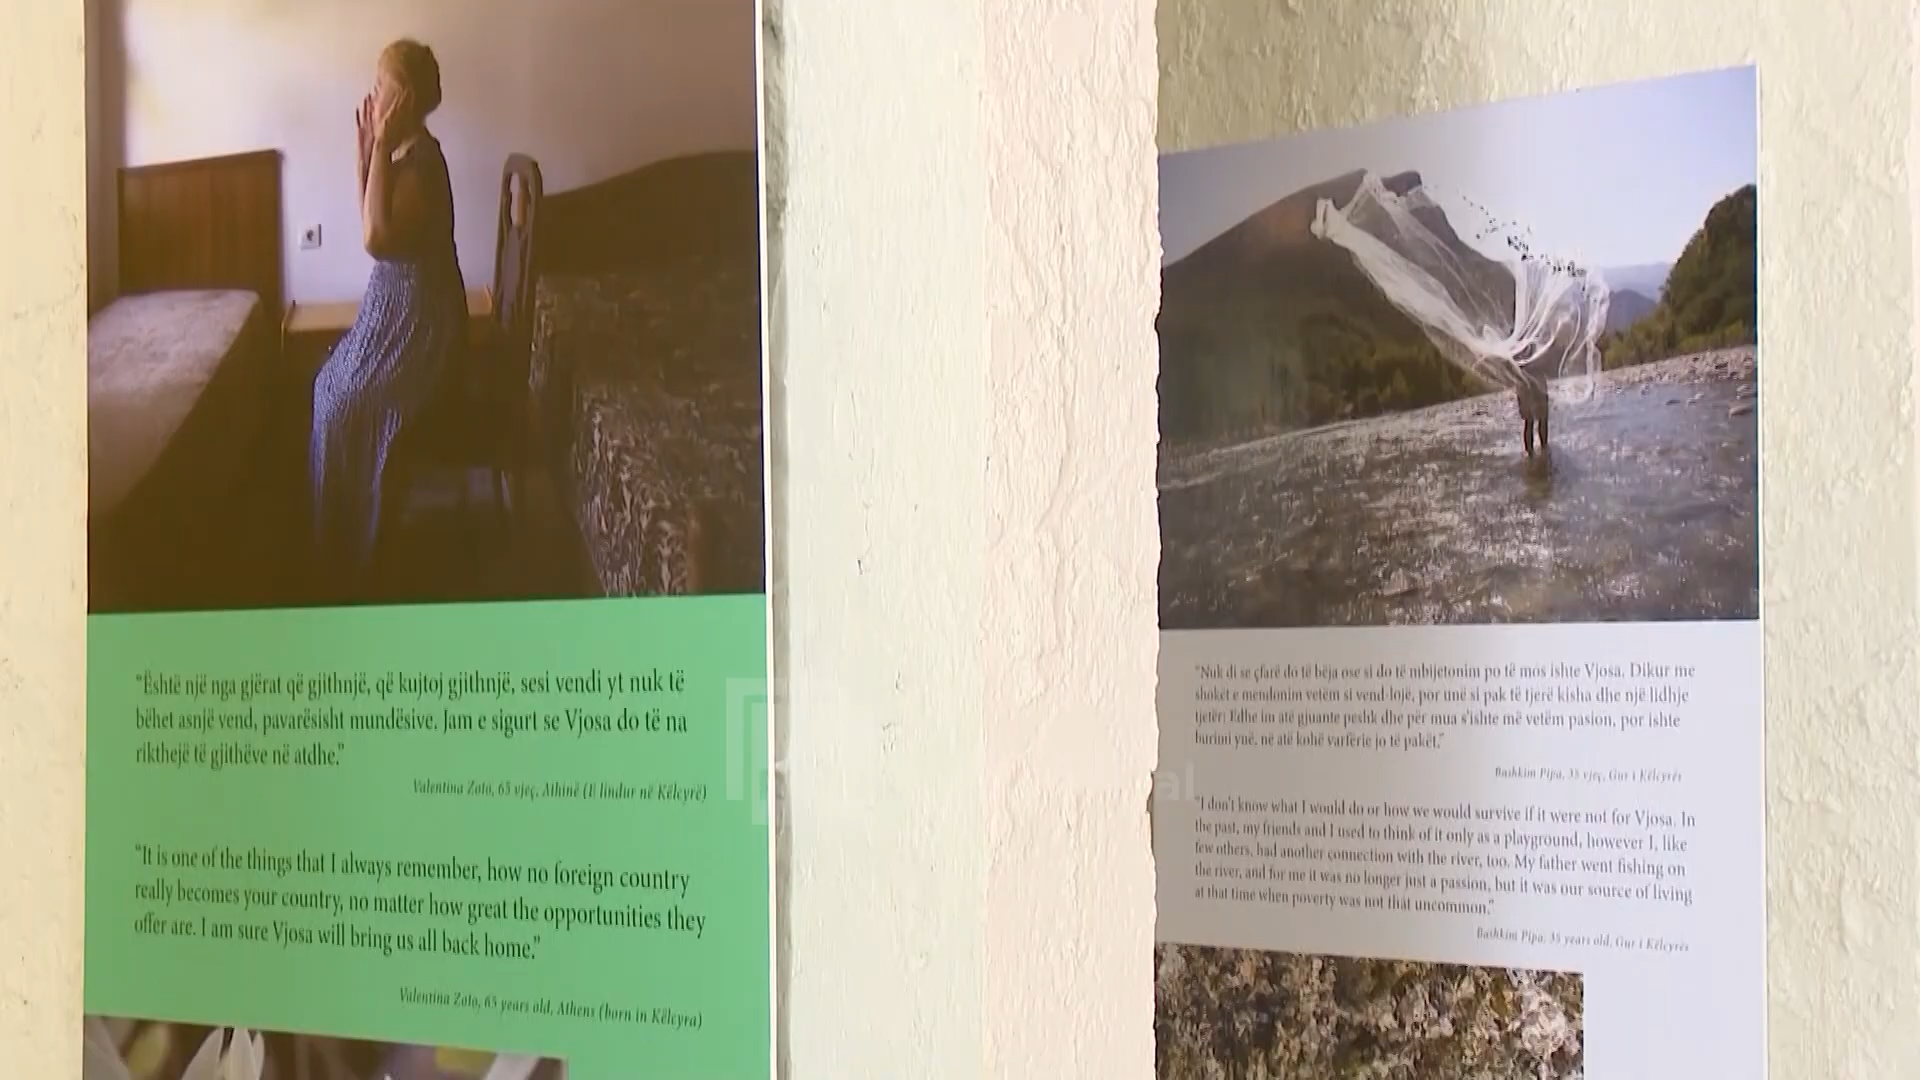 “Është një nga gjërat që gjithnjë, që kujtoj gjithnjë, sesi vendi yt nuk të
bëhet asnjë vend, pavarësisht mundësive. Jam e sigurt se Vjosa do të na
rikthejë të gjithëve në atdhe.”
Valentina Zoto, 65 vjeç, Athinë (E lindur në Këlcyrë)
“It is one of the things that I always remember, how no foreign country
really becomes your country, no matter how great the opportunities they
offer are. I am sure Vjosa will bring us all back home.”
Valentina Zoto, 65 years old, Athens (born in Këlcyra)
“Nuk di se çfarë do të bëja ose si do të mbijetonim po të mos ishte Vjosa. Dikur me
shokët e mendonim vetëm si vend-lojë, por unë si pak të tjerë kisha dhe një lidhje
tjetër; Edhe im atë gjuante peshk dhe për mua s’ishte më vetëm pasion, por ishte
burimi ynë, në atë kohë varfërie jo të pakët.”
Bashkim Pipa, 35 vjeç, Gur i Këlcyrës
“I don’t know what I would do or how we would survive if it were not for Vjosa. In
the past, my friends and I used to think of it only as a playground, however I, like
few others, had another connection with the river, too. My father went fishing on
the river, and for me it was no longer just a passion, but it was our source of living
at that time when poverty was not that uncommon.”
Bashkim Pipa, 35 years old, Gur i Këlcyrës